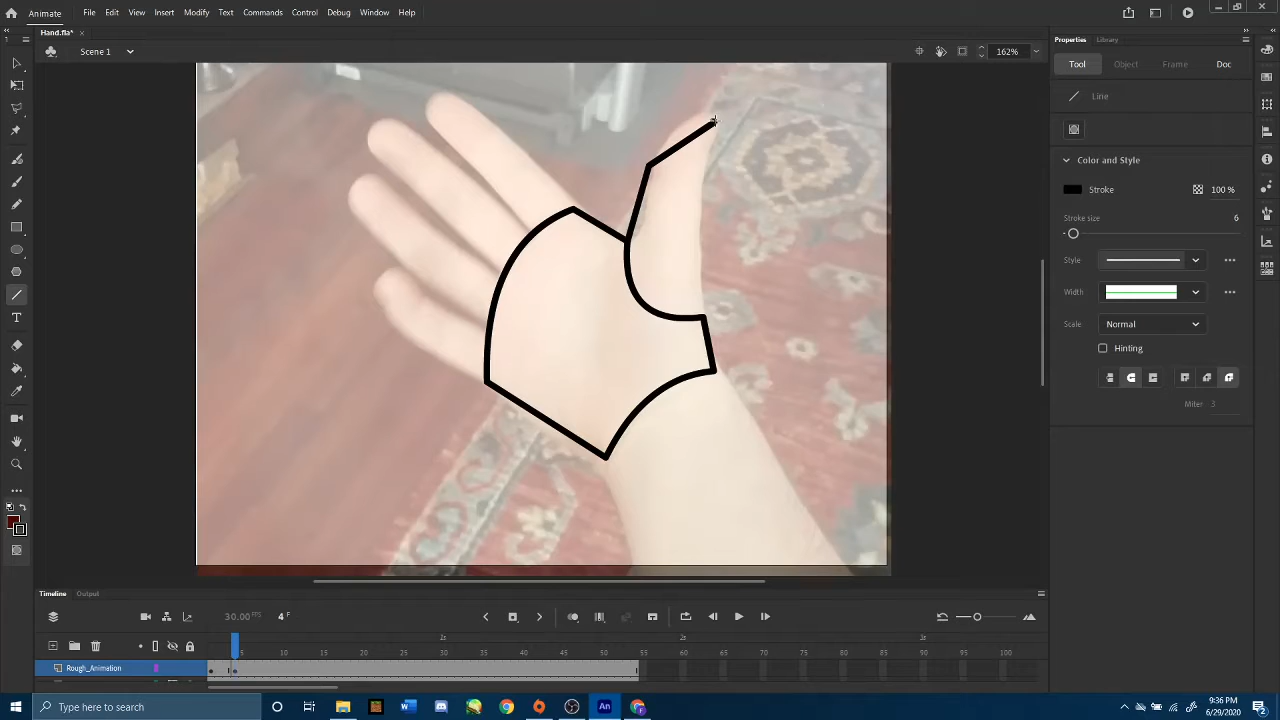 Animate File Edit View Insert Modify Text Commands Control Debug Window Help
Hand.fla* ×
Scene 1 162%
Properties Library
Tool Object Frame Doc
Line
Color and Style
Stroke 100 %
Stroke size 6
Style
Width
Scale Normal
Hinting
Miter 3
Timeline Output
30.00 FPS 4 F
1s 2s 3s
5 10 15 20 25 30 35 40 45 50 55 60 65 70 75 80 85 90 95 100
Rough_Animation
Type here to search
9:36 PM
6/29/2020